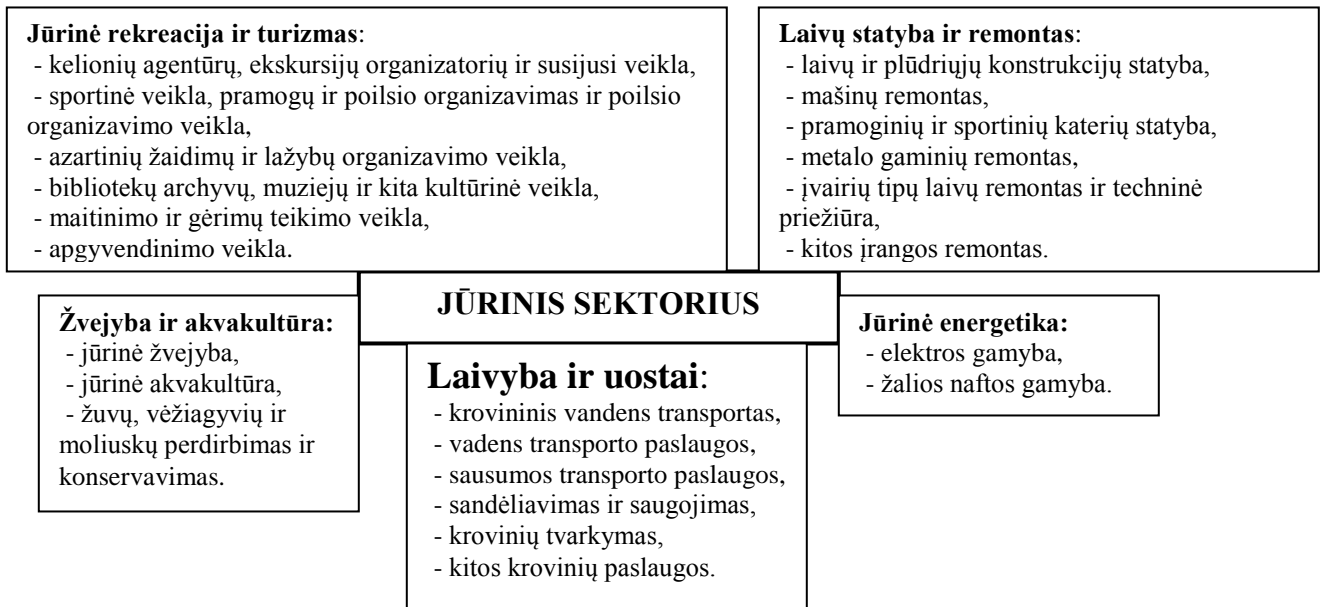 Jūrinė rekreacija ir turizmas:
- kelionių agentūrų, ekskursijų organizatorių ir susijusi veikla,
- sportinė veikla, pramogų ir poilsio organizavimas ir poilsio
organizavimo veikla,
- azartinių žaidimų ir lažybų organizavimo veikla,
- bibliotekų archyvų, muziejų ir kita kultūrinė veikla,
- maitinimo ir gėrimų teikimo veikla,
- apgyvendinimo veikla.
Laivų statyba ir remontas:
- laivų ir plūdriųjų konstrukcijų statyba,
- mašinų remontas,
- pramoginių ir sportinių katerių statyba,
- metalo gaminių remontas,
- įvairių tipų laivų remontas ir techninė
priežiūra,
- kitos įrangos remontas.
JŪRINIS SEKTORIUS
Žvejyba ir akvakultūra:
- jūrinė žvejyba,
- jūrinė akvakultūra,
- žuvų, vėžiagyvių ir
moliuskų perdirbimas ir
konservavimas.
Laivyba ir uostai:
- krovininis vandens transportas,
- vadens transporto paslaugos,
- sausumos transporto paslaugos,
- sandėliavimas ir saugojimas,
- krovinių tvarkymas,
- kitos krovinių paslaugos.
Jūrinė energetika:
- elektros gamyba,
- žalios naftos gamyba.